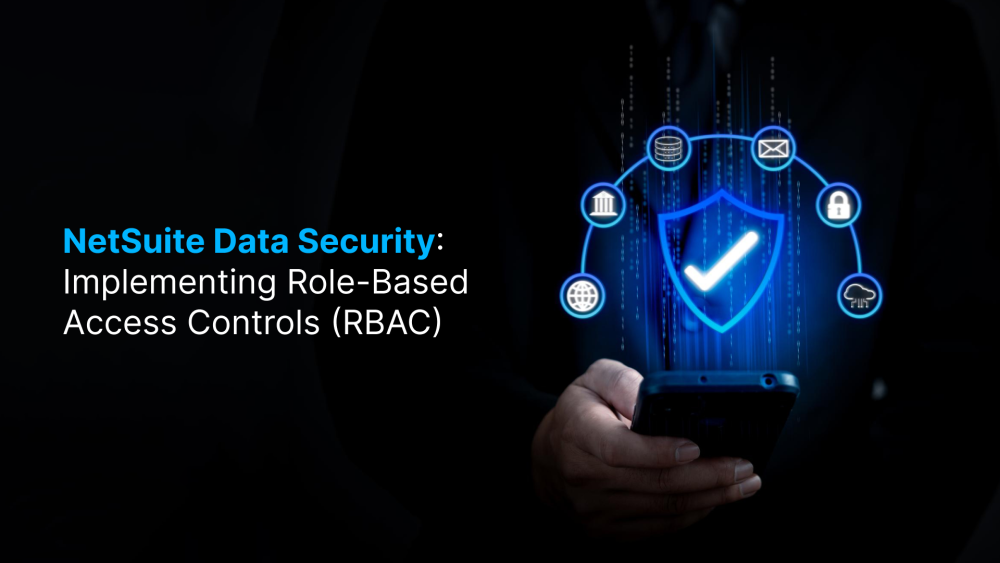 NetSuite Data Security:
Implementing Role-Based
Access Controls (RBAC)